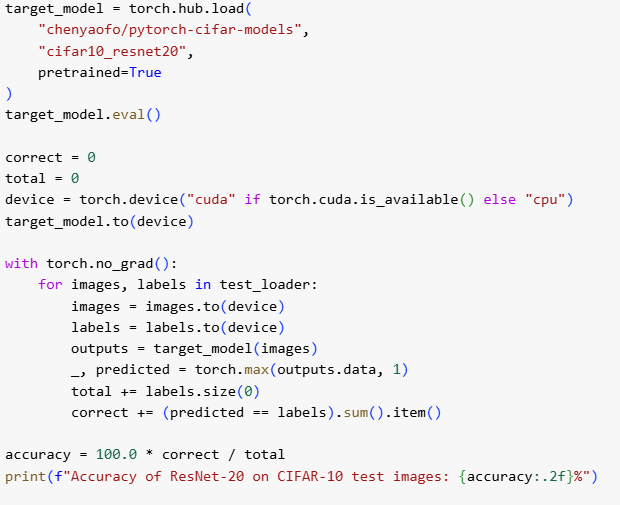 target_model = torch.hub.load(
    "chenyaofo/pytorch-cifar-models",
    "cifar10_resnet20",
    pretrained=True
)
target_model.eval()

correct = 0
total = 0
device = torch.device("cuda" if torch.cuda.is_available() else "cpu")
target_model.to(device)

with torch.no_grad():
    for images, labels in test_loader:
        images = images.to(device)
        labels = labels.to(device)
        outputs = target_model(images)
        _, predicted = torch.max(outputs.data, 1)
        total += labels.size(0)
        correct += (predicted == labels).sum().item()

accuracy = 100.0 * correct / total
print(f"Accuracy of ResNet-20 on CIFAR-10 test images: {accuracy:.2f}%")